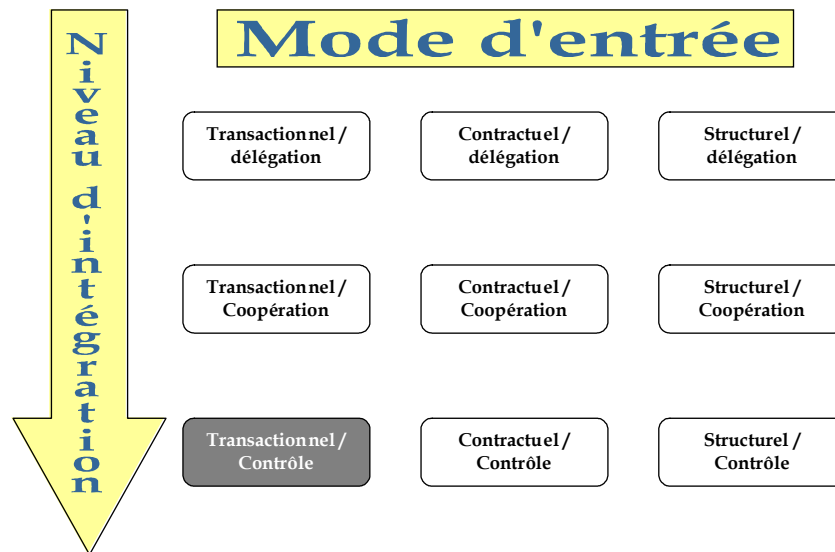 Mode d'entrée
Niveau d'intégration
Transactionnel /
délégation
Contractuel /
délégation
Structurel /
délégation
Transactionnel /
Coopération
Contractuel /
Coopération
Structurel /
Coopération
Transactionnel /
Contrôle
Contractuel /
Contrôle
Structurel /
Contrôle